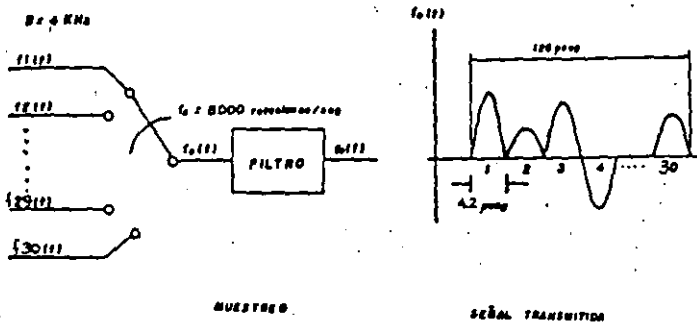 B = 4 KHz
f1(t)
f2(t)
f29(t)
f30(t)
fs = 8000 revoluciones/seg
fo(t)
FILTRO
MUESTREO
fo(t)
125 μseg
1 2 3 4 ..... 30
4.2 μseg
SEÑAL TRANSMITIDA